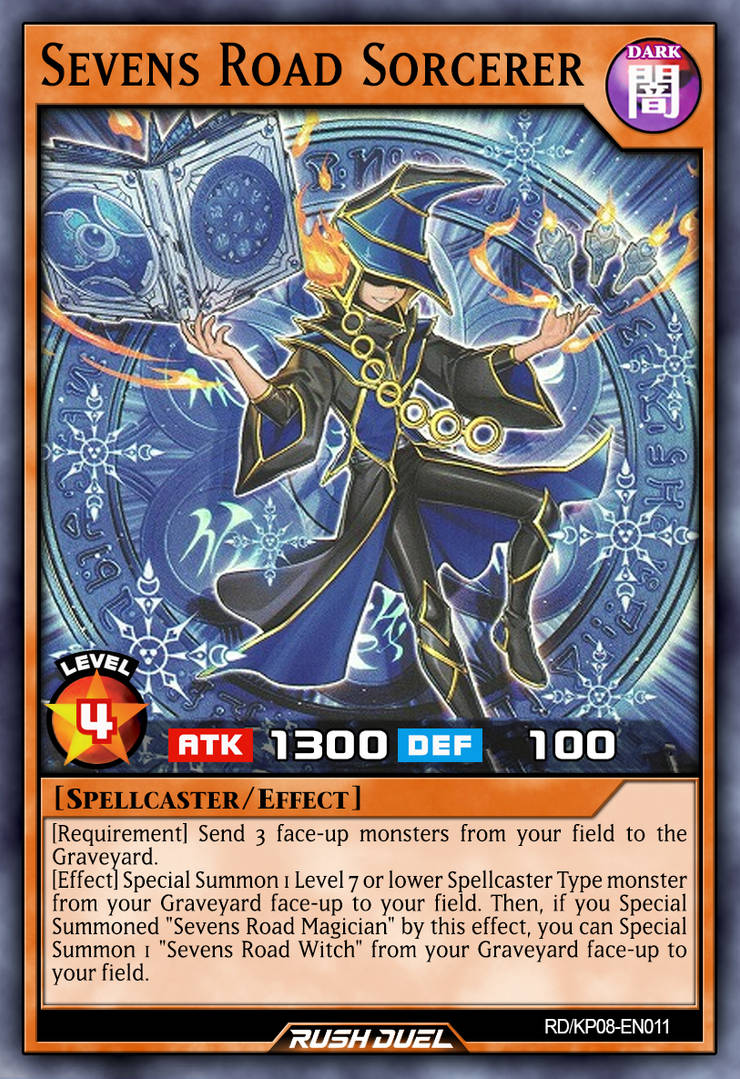 Sevens Road Sorcerer
DARK
闇
LEVEL
4
ATK 1300 DEF 100
[Spellcaster/Effect]
[Requirement] Send 3 face-up monsters from your field to the
Graveyard.
[Effect] Special Summon 1 Level 7 or lower Spellcaster Type monster
from your Graveyard face-up to your field. Then, if you Special
Summoned "Sevens Road Magician" by this effect, you can Special
Summon 1 "Sevens Road Witch" from your Graveyard face-up to
your field.
RD/KP08-EN011
RUSH DUEL